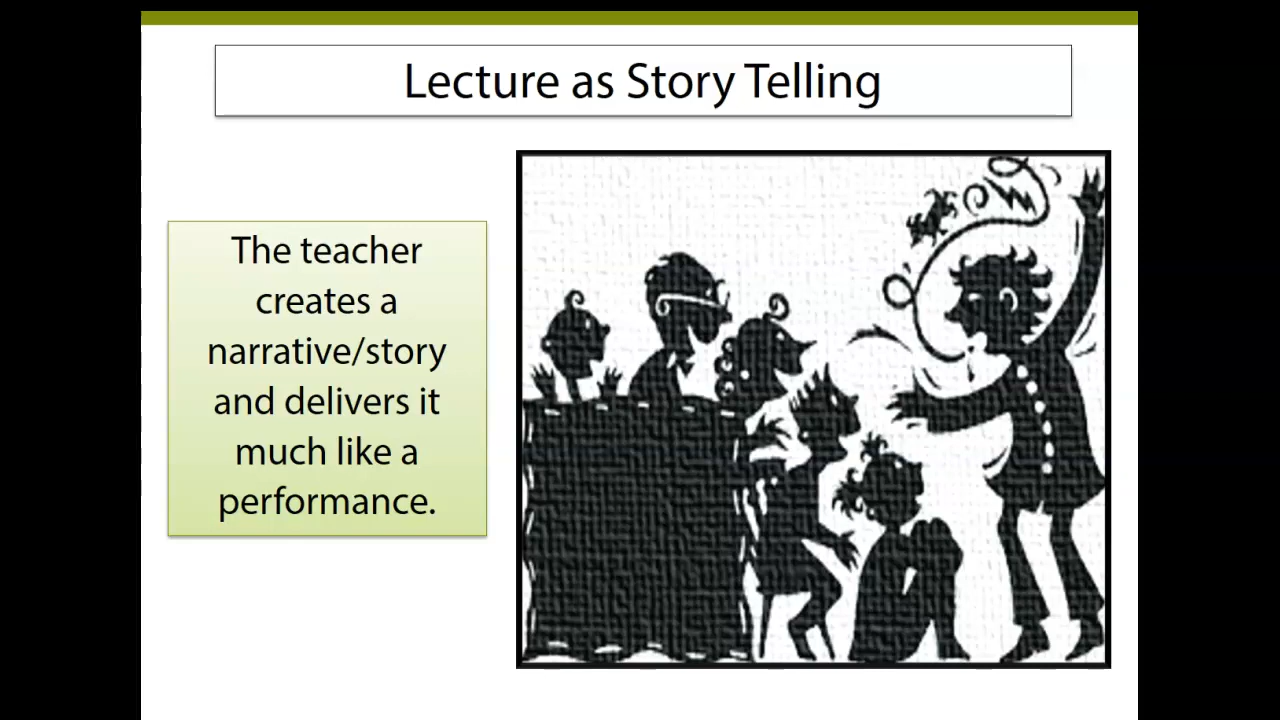 Lecture as Story Telling
The teacher
creates a
narrative/story
and delivers it
much like a
performance.